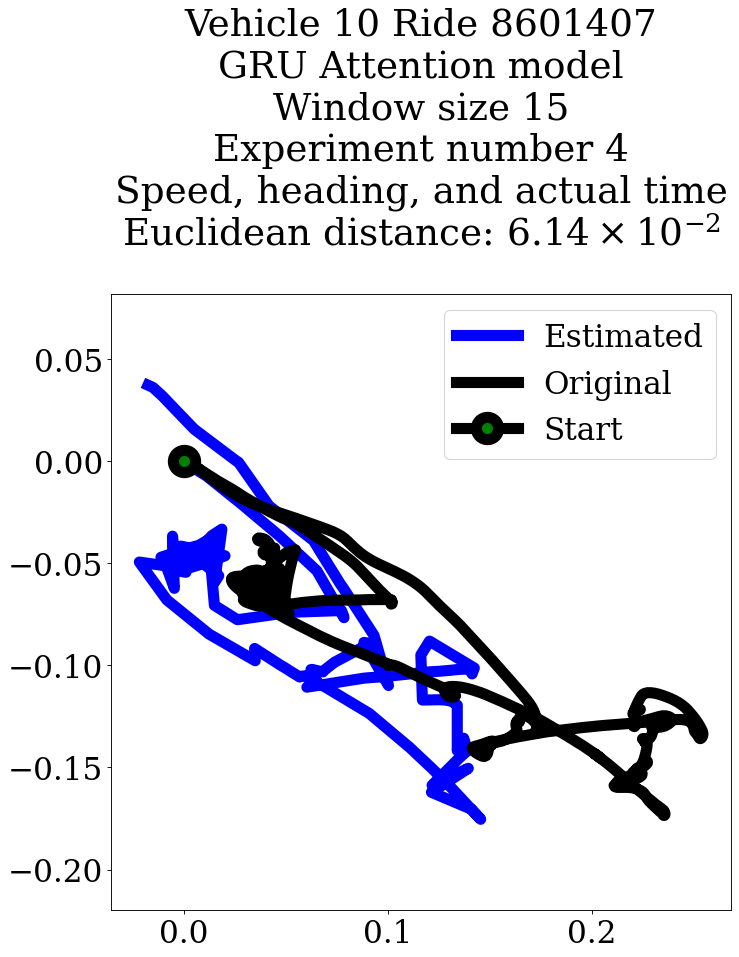 Vehicle 10 Ride 8601407
GRU Attention model
Window size 15
Experiment number 4
Speed, heading, and actual time
Euclidean distance: 6.14 × 10⁻²
Estimated
Original
Start
0.05
0.00
−0.05
−0.10
−0.15
−0.20
0.0 0.1 0.2